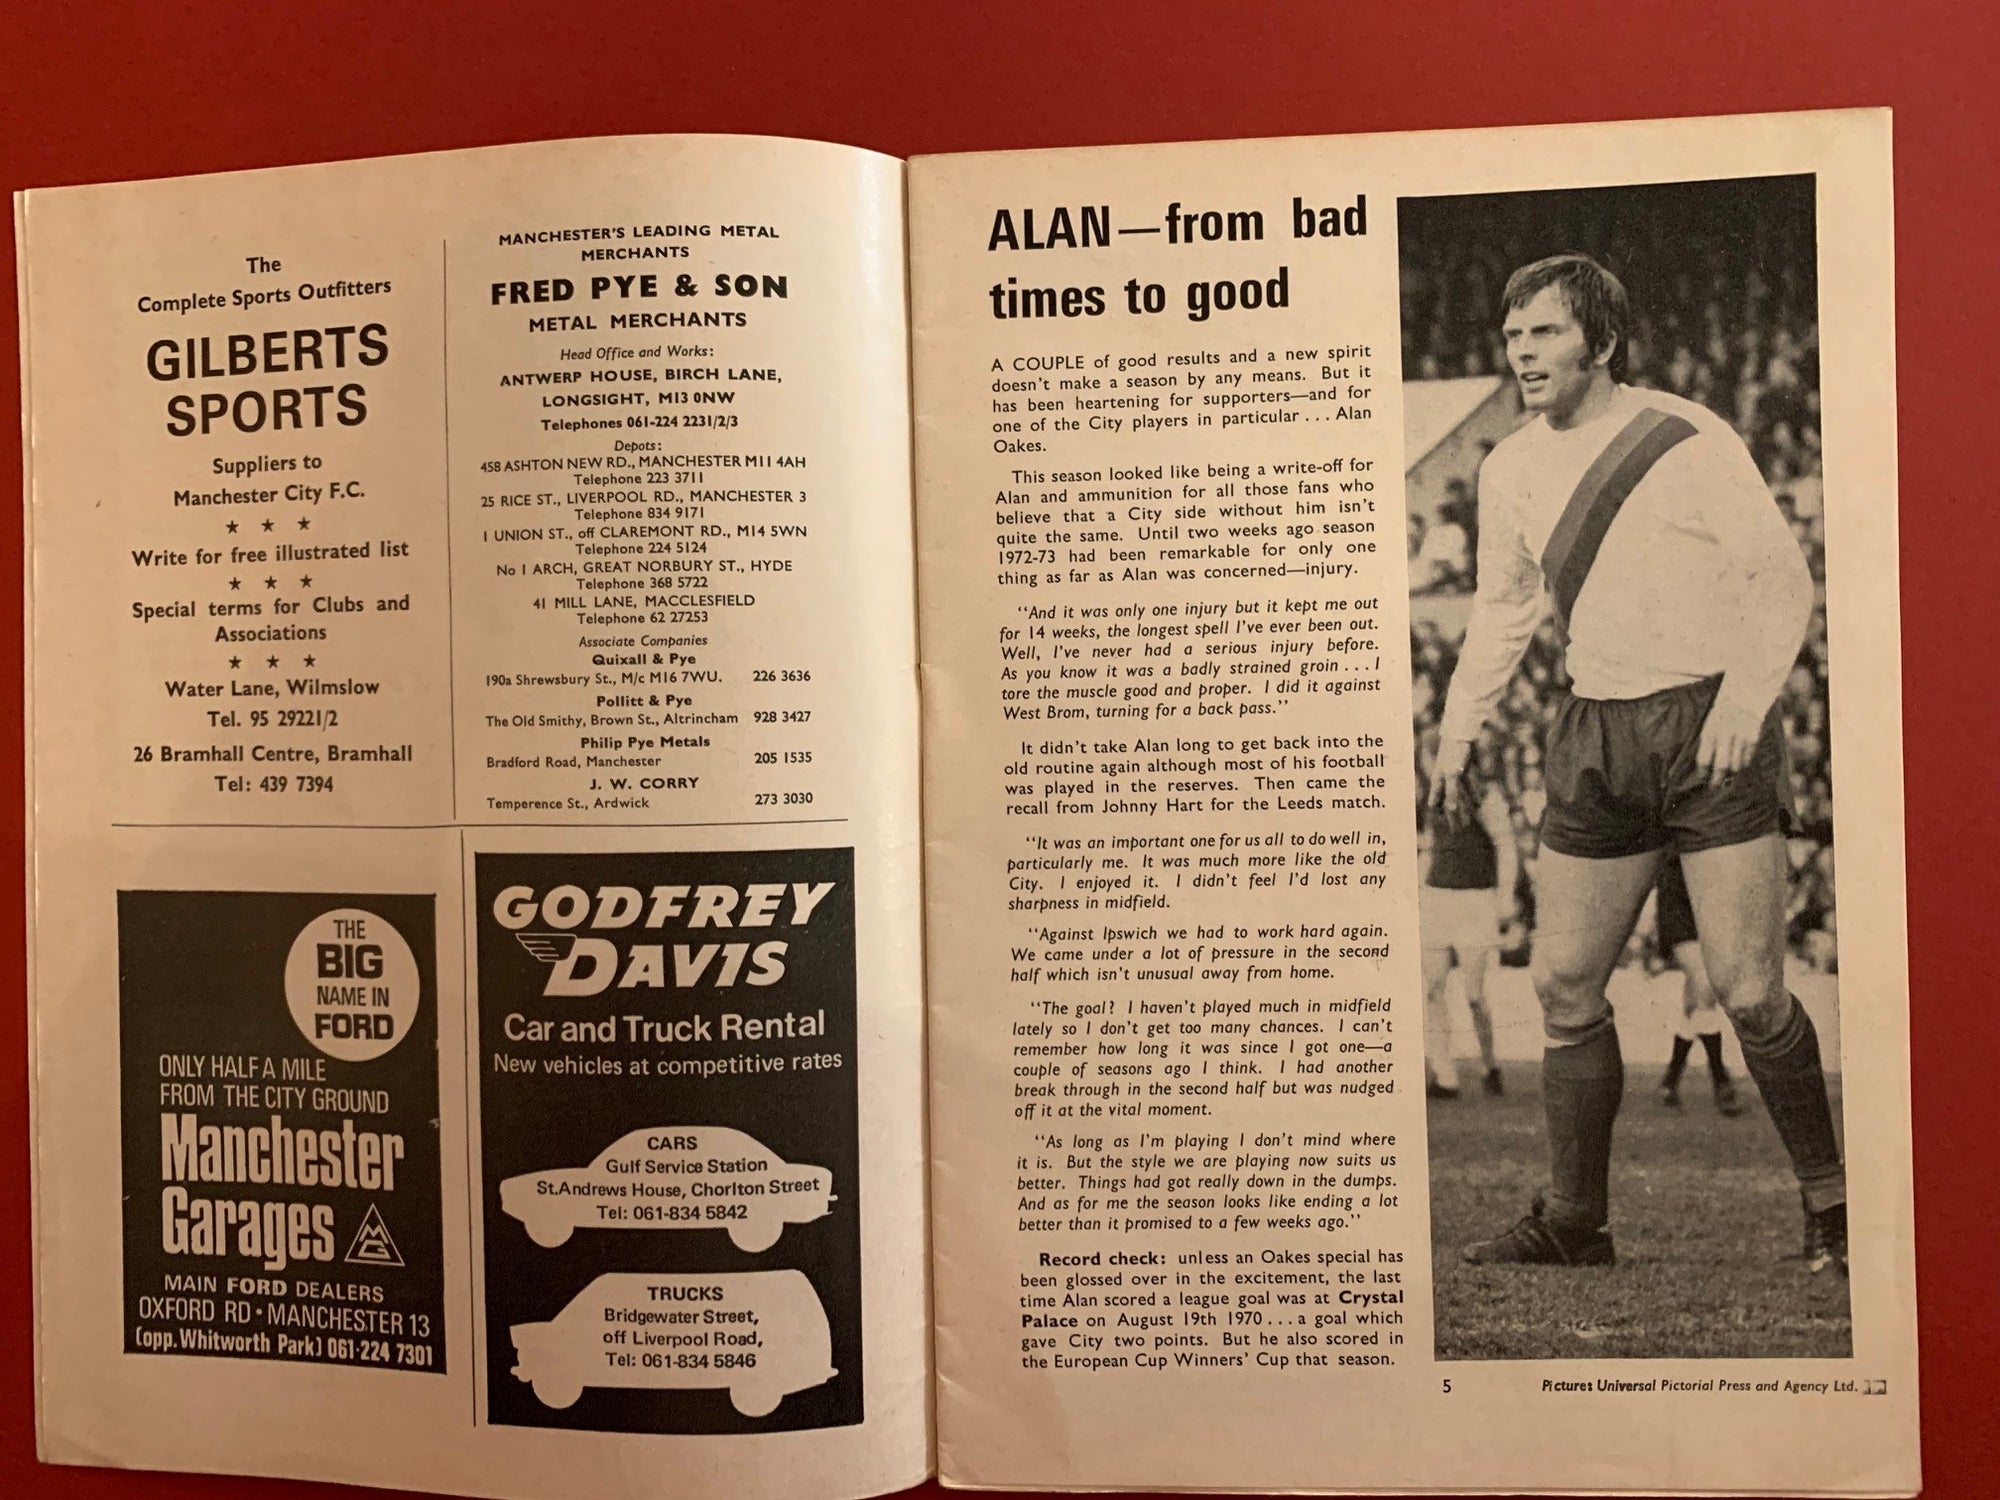 The
Complete Sports Outfitters
GILBERTS
SPORTS
Suppliers to
Manchester City F.C.
★ ★ ★
Write for free illustrated list
★ ★ ★
Special terms for Clubs and
Associations
★ ★ ★
Water Lane, Wilmslow
Tel. 95 29221/2
26 Bramhall Centre, Bramhall
Tel: 439 7394
MANCHESTER'S LEADING METAL
MERCHANTS
FRED PYE & SON
METAL MERCHANTS
Head Office and Works:
ANTWERP HOUSE, BIRCH LANE,
LONGSIGHT, M13 0NW
Telephones 061-224 2231/2/3
Depots:
458 ASHTON NEW RD., MANCHESTER M11 4AH
Telephone 223 3711
25 RICE ST., LIVERPOOL RD., MANCHESTER 3
Telephone 834 9171
1 UNION ST., off CLAREMONT RD., M14 5WN
Telephone 224 5124
No 1 ARCH, GREAT NORBURY ST., HYDE
Telephone 368 5722
41 MILL LANE, MACCLESFIELD
Telephone 62 27253
Associate Companies
Quixall & Pye
190a Shrewsbury St., M/c M16 7WU. 226 3636
Pollitt & Pye
The Old Smithy, Brown St., Altrincham 928 3427
Philip Pye Metals
Bradford Road, Manchester 205 1535
J. W. CORRY
Temperence St., Ardwick 273 3030
THE
BIG
NAME IN
FORD
ONLY HALF A MILE
FROM THE CITY GROUND
Manchester
Garages
MG
MAIN FORD DEALERS
OXFORD RD · MANCHESTER 13
(opp. Whitworth Park) 061-224 7301
GODFREY
DAVIS
Car and Truck Rental
New vehicles at competitive rates
CARS
Gulf Service Station
St. Andrews House, Chorlton Street
Tel: 061-834 5842
TRUCKS
Bridgewater Street,
off Liverpool Road,
Tel: 061-834 5846
ALAN—from bad
times to good
A COUPLE of good results and a new spirit
doesn't make a season by any means. But it
has been heartening for supporters—and for
one of the City players in particular . . . Alan
Oakes.
This season looked like being a write-off for
Alan and ammunition for all those fans who
believe that a City side without him isn't
quite the same. Until two weeks ago season
1972-73 had been remarkable for only one
thing as far as Alan was concerned—injury.
"And it was only one injury but it kept me out
for 14 weeks, the longest spell I've ever been out.
Well, I've never had a serious injury before.
As you know it was a badly strained groin . . . I
tore the muscle good and proper. I did it against
West Brom, turning for a back pass."
It didn't take Alan long to get back into the
old routine again although most of his football
was played in the reserves. Then came the
recall from Johnny Hart for the Leeds match.
"It was an important one for us all to do well in,
particularly me. It was much more like the old
City. I enjoyed it. I didn't feel I'd lost any
sharpness in midfield.
"Against Ipswich we had to work hard again.
We came under a lot of pressure in the second
half which isn't unusual away from home.
"The goal? I haven't played much in midfield
lately so I don't get too many chances. I can't
remember how long it was since I got one—a
couple of seasons ago I think. I had another
break through in the second half but was nudged
off it at the vital moment.
"As long as I'm playing I don't mind where
it is. But the style we are playing now suits us
better. Things had got really down in the dumps.
And as for me the season looks like ending a lot
better than it promised to a few weeks ago."
Record check: unless an Oakes special has
been glossed over in the excitement, the last
time Alan scored a league goal was at Crystal
Palace on August 19th 1970 . . . a goal which
gave City two points. But he also scored in
the European Cup Winners' Cup that season.
5
Picture: Universal Pictorial Press and Agency Ltd.